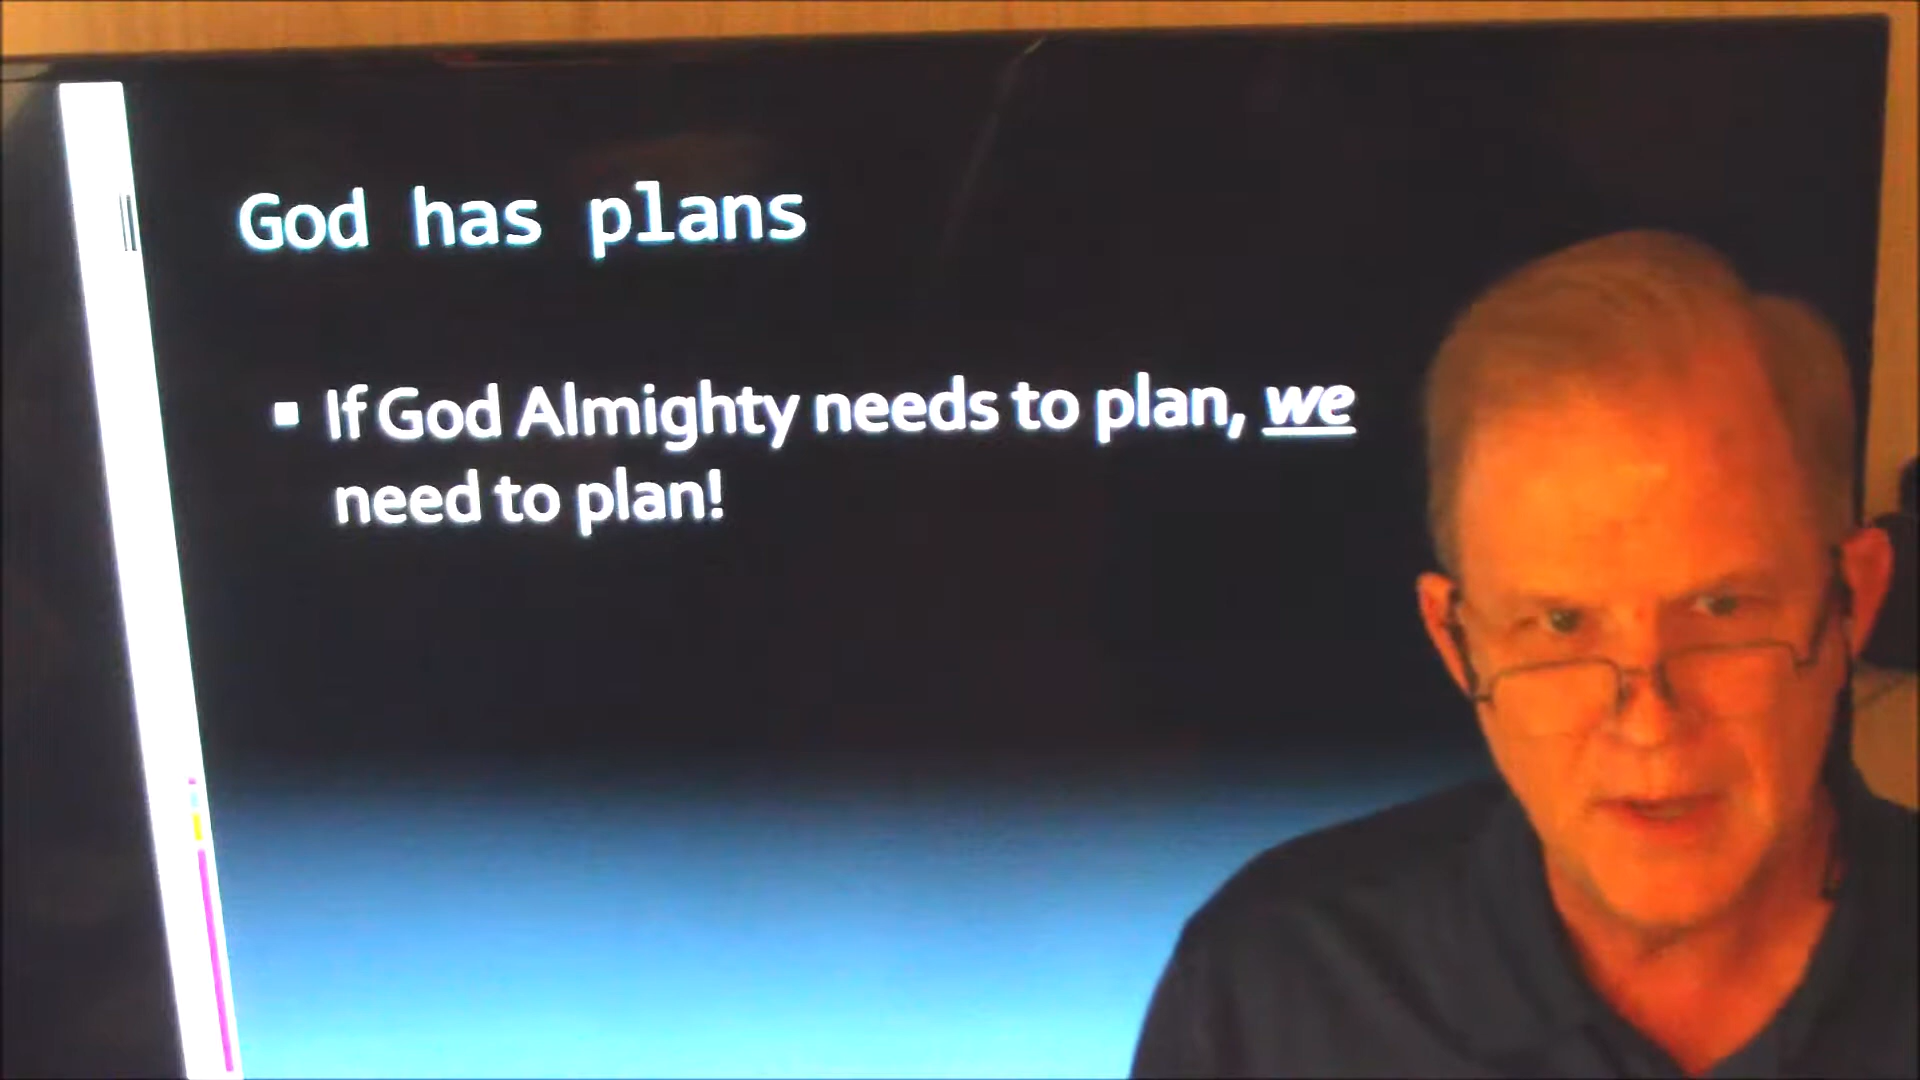 God has plans
▪ If God Almighty needs to plan, we
need to plan!